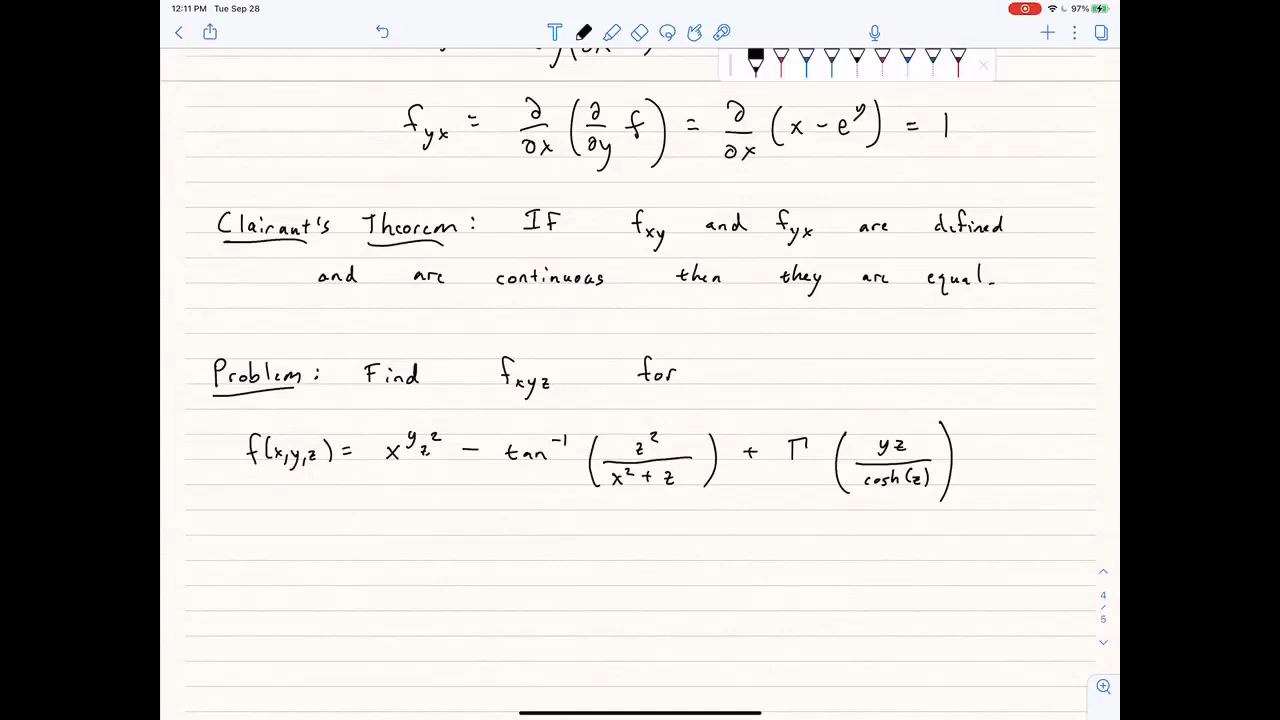 12:11 PM Tue Sep 28
97%
f_yx = ∂/∂x (∂/∂y f) = ∂/∂x (x - e^y) = 1
Clairant's Theorem: IF f_xy and f_yx are defined
and are continuous then they are equal.
Problem: Find f_xyz for
f(x,y,z) = x^y z^2 - tan^-1 (z^2/(x^2 + z)) + Γ (yz/cosh(z))
4
/
5